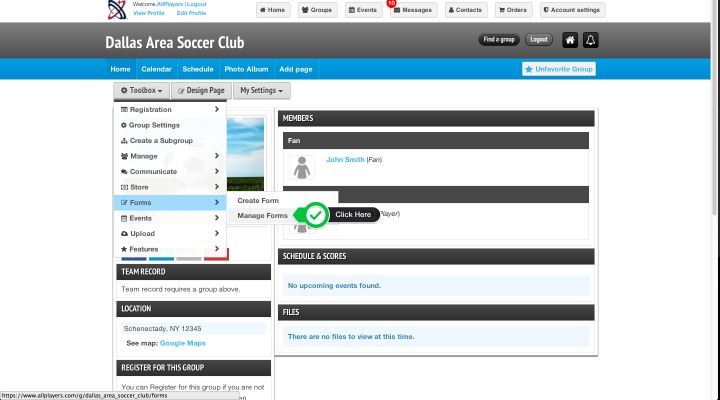 Welcome, AllPlayers | Logout
View Profile Edit Profile
Home Groups Events 10 Messages Contacts Orders Account settings
Dallas Area Soccer Club
Find a group Logout
Home Calendar Schedule Photo Album Add page
Unfavorite Group
Toolbox Design Page My Settings
Registration
Group Settings
Create a Subgroup
Manage
Communicate
Store
Forms
Events
Upload
Features
Create Form
Manage Forms
Click Here
MEMBERS
Fan
John Smith (Fan)
Player)
SCHEDULE & SCORES
No upcoming events found.
FILES
There are no files to view at this time.
TEAM RECORD
Team record requires a group above.
LOCATION
Schenectady, NY 12345
See map: Google Maps
REGISTER FOR THIS GROUP
You can Register for this group if you are not
https://www.allplayers.com/g/dallas_area_soccer_club/forms